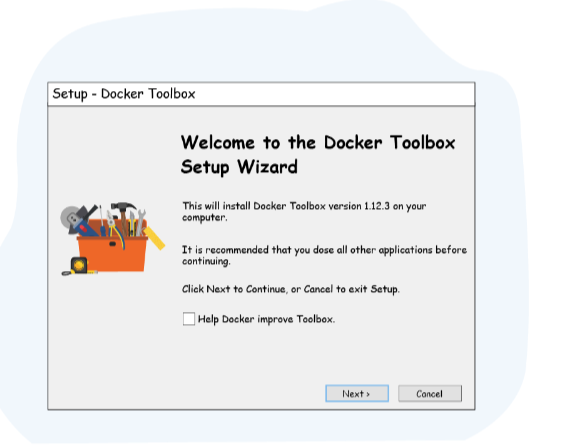 Setup - Docker Toolbox
Welcome to the Docker Toolbox
Setup Wizard
This will install Docker Toolbox version 1.12.3 on your
computer.
It is recommended that you dose all other applications before
continuing.
Click Next to Continue, or Cancel to exit Setup.
Help Docker improve Toolbox.
Next >
Cancel